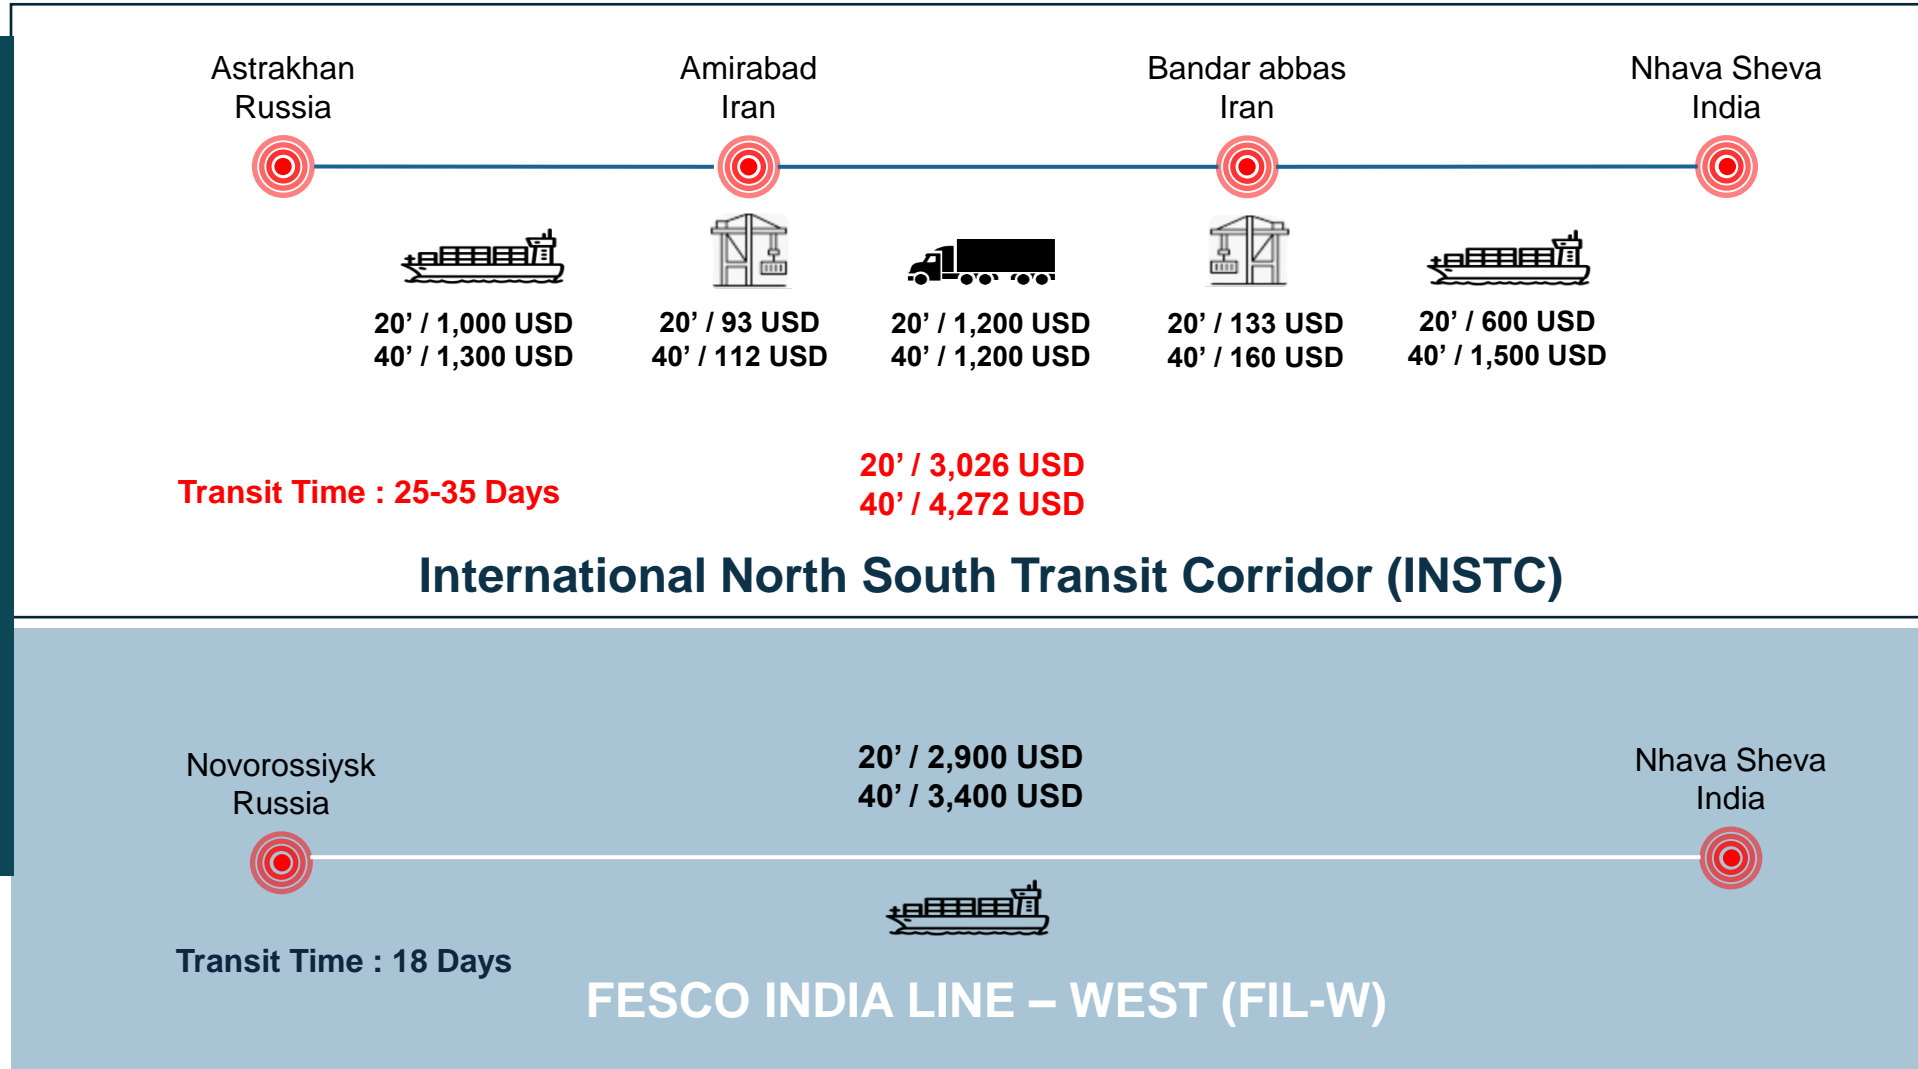 Astrakhan
Russia
Amirabad
Iran
Bandar abbas
Iran
Nhava Sheva
India
20’ / 1,000 USD
40’ / 1,300 USD
20’ / 93 USD
40’ / 112 USD
20’ / 1,200 USD
40’ / 1,200 USD
20’ / 133 USD
40’ / 160 USD
20’ / 600 USD
40’ / 1,500 USD
Transit Time : 25-35 Days
20’ / 3,026 USD
40’ / 4,272 USD
International North South Transit Corridor (INSTC)
Novorossiysk
Russia
20’ / 2,900 USD
40’ / 3,400 USD
Nhava Sheva
India
Transit Time : 18 Days
FESCO INDIA LINE – WEST (FIL-W)